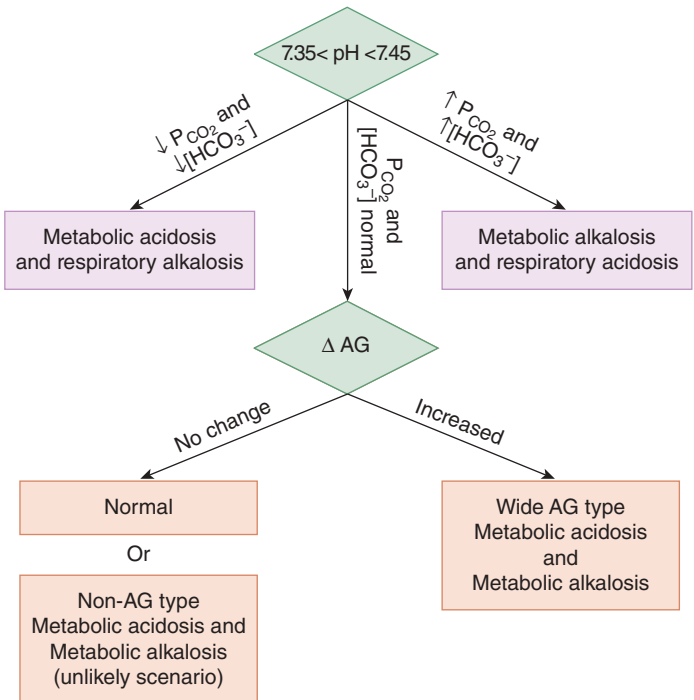 7.35< pH <7.45
↓ PCO2 and
↓[HCO3−]
PCO2 and
[HCO3−] normal
↑ PCO2 and
↑[HCO3−]
Metabolic acidosis
and respiratory alkalosis
Metabolic alkalosis
and respiratory acidosis
Δ AG
No change
Increased
Normal
Or
Non-AG type
Metabolic acidosis and
Metabolic alkalosis
(unlikely scenario)
Wide AG type
Metabolic acidosis
and
Metabolic alkalosis